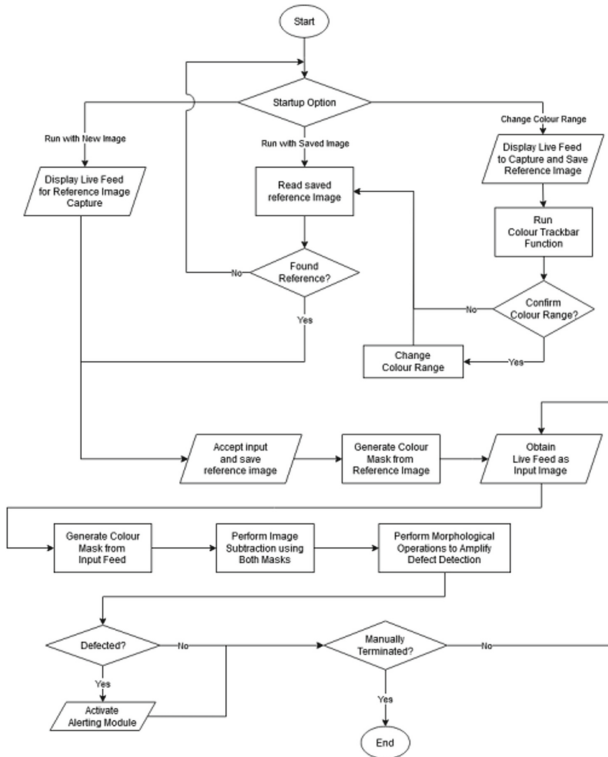 Start
Startup Option
Run with New Image
Run with Saved Image
Change Colour Range
Display Live Feed
for Reference Image
Capture
Read saved
reference Image
Display Live Feed
to Capture and Save
Reference Image
Run
Colour Trackbar
Function
No
Found
Reference?
Yes
Confirm
Colour Range?
No
Yes
Change
Colour Range
Accept input
and save
reference image
Generate Colour
Mask from
Reference Image
Obtain
Live Feed as
Input Image
Generate Colour
Mask from
Input Feed
Perform Image
Subtraction using
Both Masks
Perform Morphological
Operations to Amplify
Defect Detection
Defected?
No
Yes
Activate
Alerting Module
Manually
Terminated?
No
Yes
End